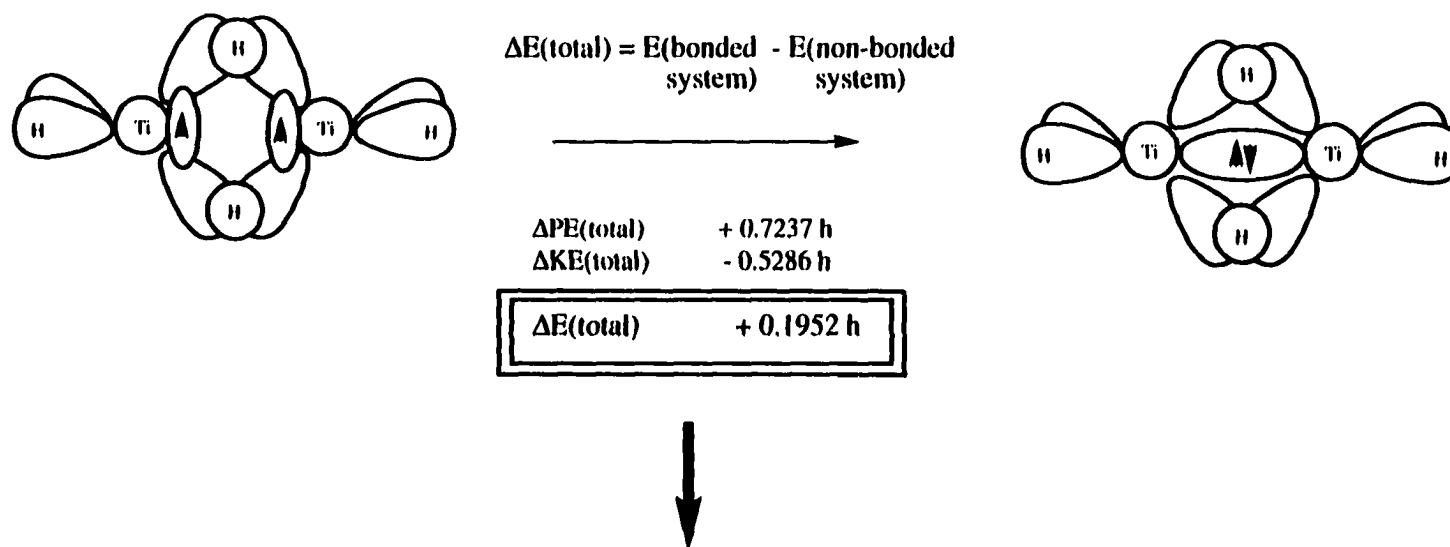 H
ΔE(total) = E(bonded - E(non-bonded
system) system)
H Ti Ti H
H
H
H Ti Ti H
H
ΔPE(total) + 0.7237 h
ΔKE(total) - 0.5286 h
ΔE(total) + 0.1952 h